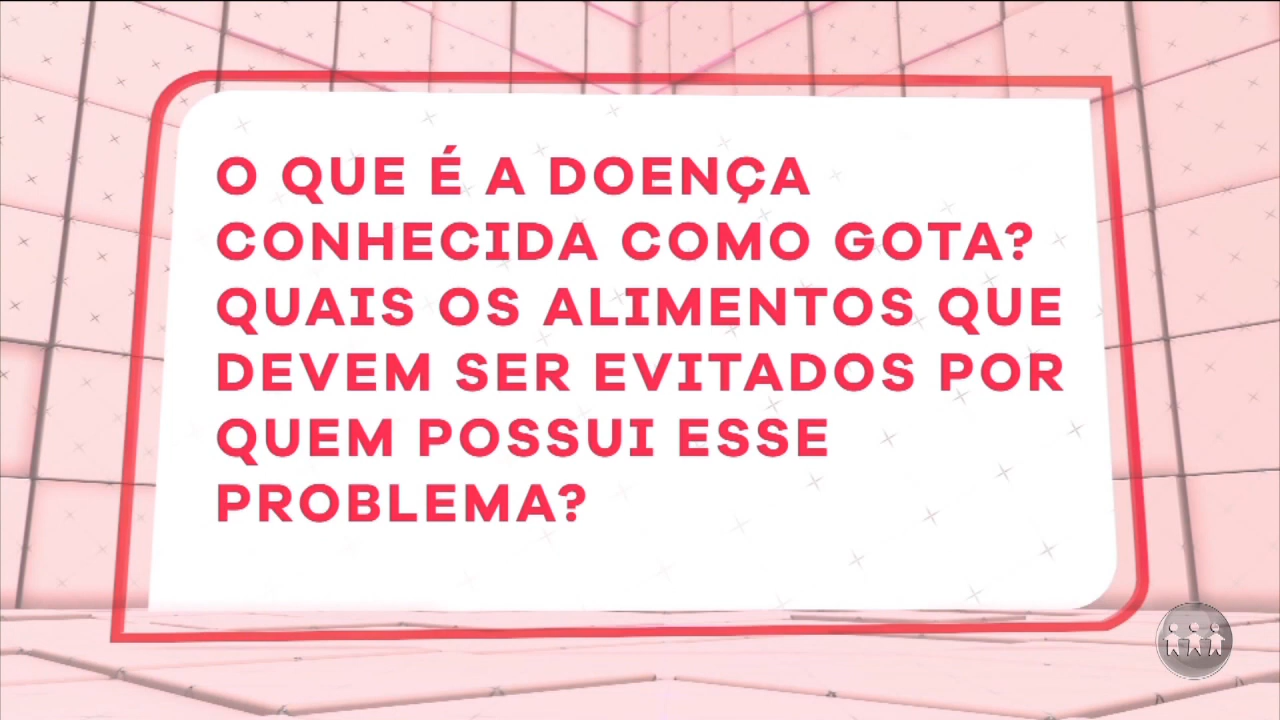 O QUE É A DOENÇA
CONHECIDA COMO GOTA?
QUAIS OS ALIMENTOS QUE
DEVEM SER EVITADOS POR
QUEM POSSUI ESSE
PROBLEMA?